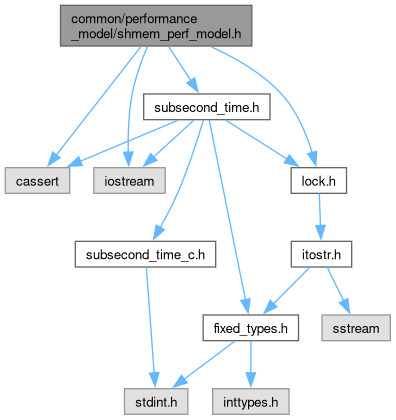 common/performance
_model/shmem_perf_model.h
subsecond_time.h
cassert
iostream
lock.h
subsecond_time_c.h
itostr.h
fixed_types.h
sstream
stdint.h
inttypes.h